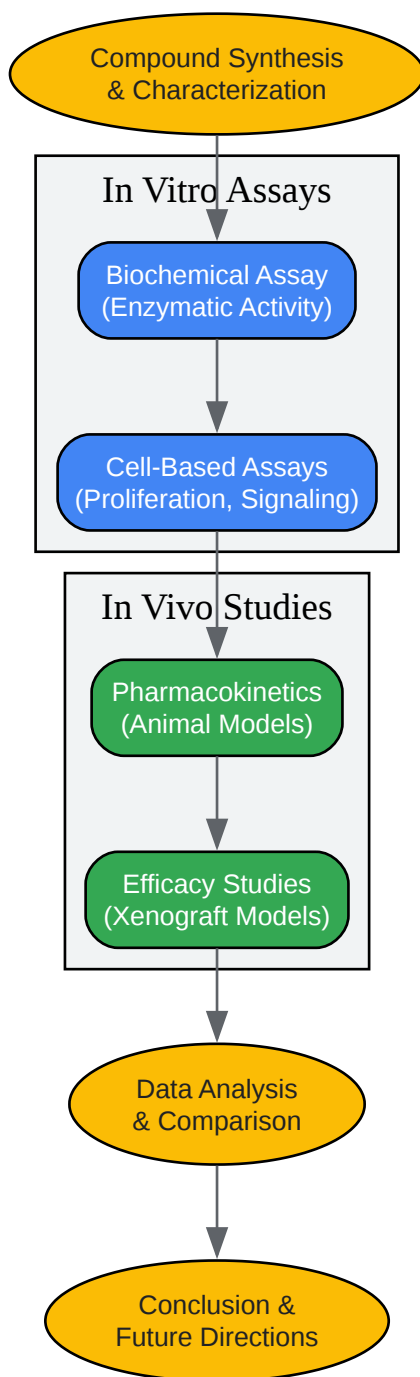 Compound Synthesis
& Characterization
In Vitro Assays
Biochemical Assay
(Enzymatic Activity)
Cell-Based Assays
(Proliferation, Signaling)
In Vivo Studies
Pharmacokinetics
(Animal Models)
Efficacy Studies
(Xenograft Models)
Data Analysis
& Comparison
Conclusion &
Future Directions